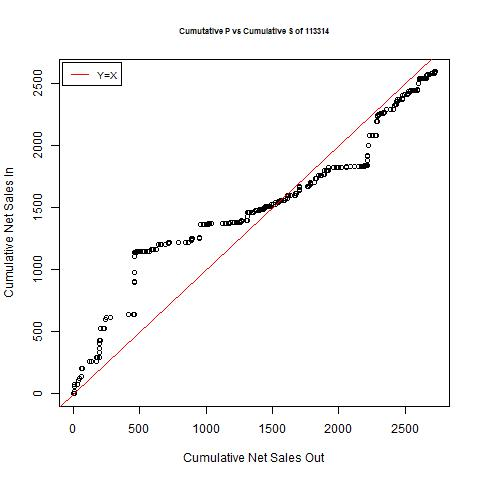 Cumutative P vs Cumulative S of 113314
Y=X
Cumulative Net Sales In
2500
2000
1500
1000
500
0
0 500 1000 1500 2000 2500
Cumulative Net Sales Out